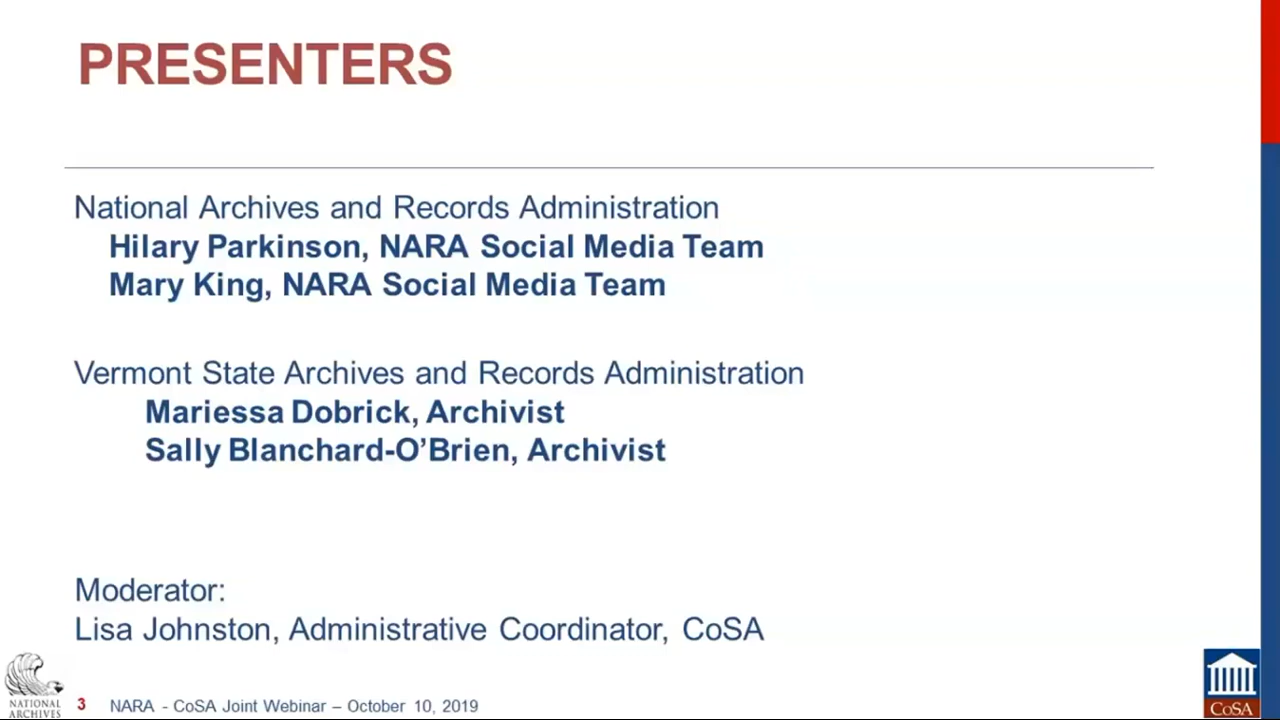 PRESENTERS
National Archives and Records Administration
Hilary Parkinson, NARA Social Media Team
Mary King, NARA Social Media Team
Vermont State Archives and Records Administration
Mariessa Dobrick, Archivist
Sally Blanchard-O’Brien, Archivist
Moderator:
Lisa Johnston, Administrative Coordinator, CoSA
NATIONAL
ARCHIVES
3 NARA - CoSA Joint Webinar – October 10, 2019
CoSA